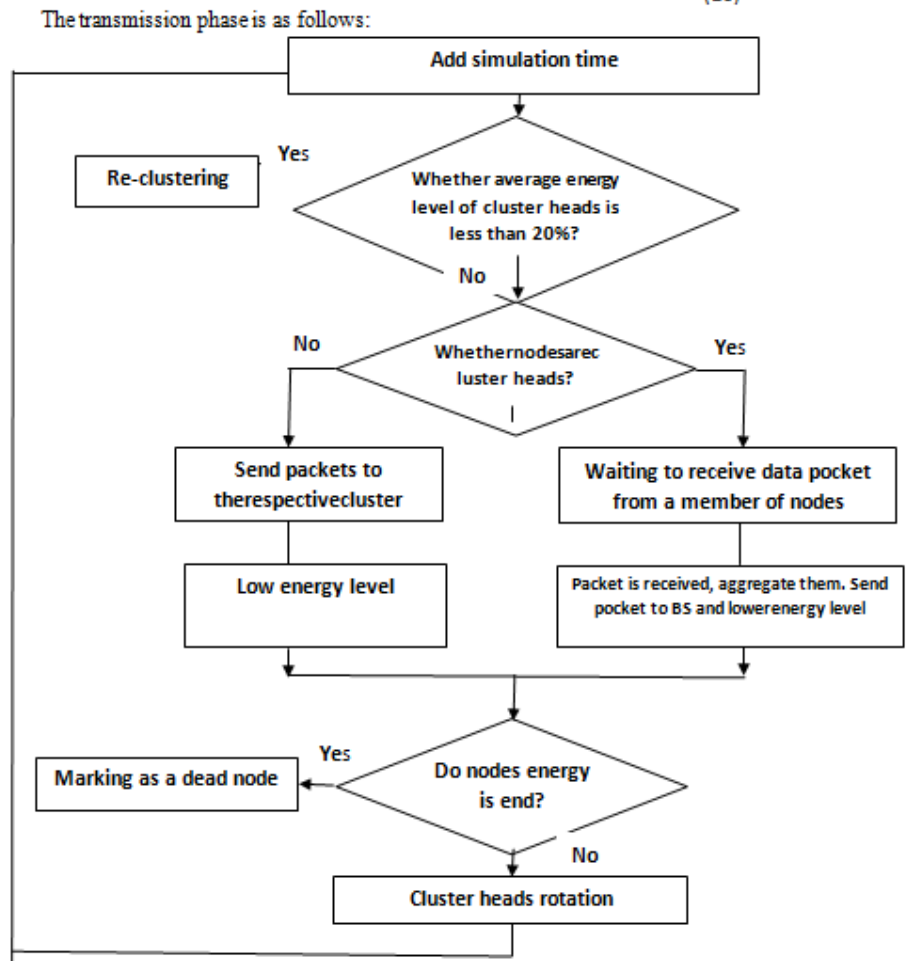 The transmission phase is as follows:
Add simulation time
Yes
Re-clustering
Whether average energy
level of cluster heads is
less than 20%?
No
No
Whethernodesarec
luster heads?
Yes
Send packets to
therespectivecluster
Waiting to receive data pocket
from a member of nodes
Low energy level
Packet is received, aggregate them. Send
pocket to BS and lowerenergy level
Yes
Marking as a dead node
Do nodes energy
is end?
No
Cluster heads rotation